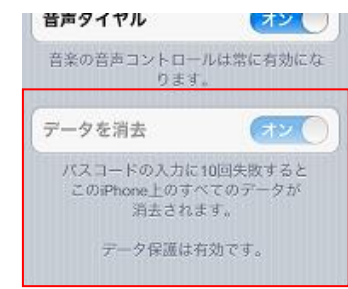 音声ダイヤル オン
音楽の音声コントロールは常に有効にな
ります。
データを消去 オン
パスコードの入力に10回失敗すると
このiPhone上のすべてのデータが
消去されます。
データ保護は有効です。